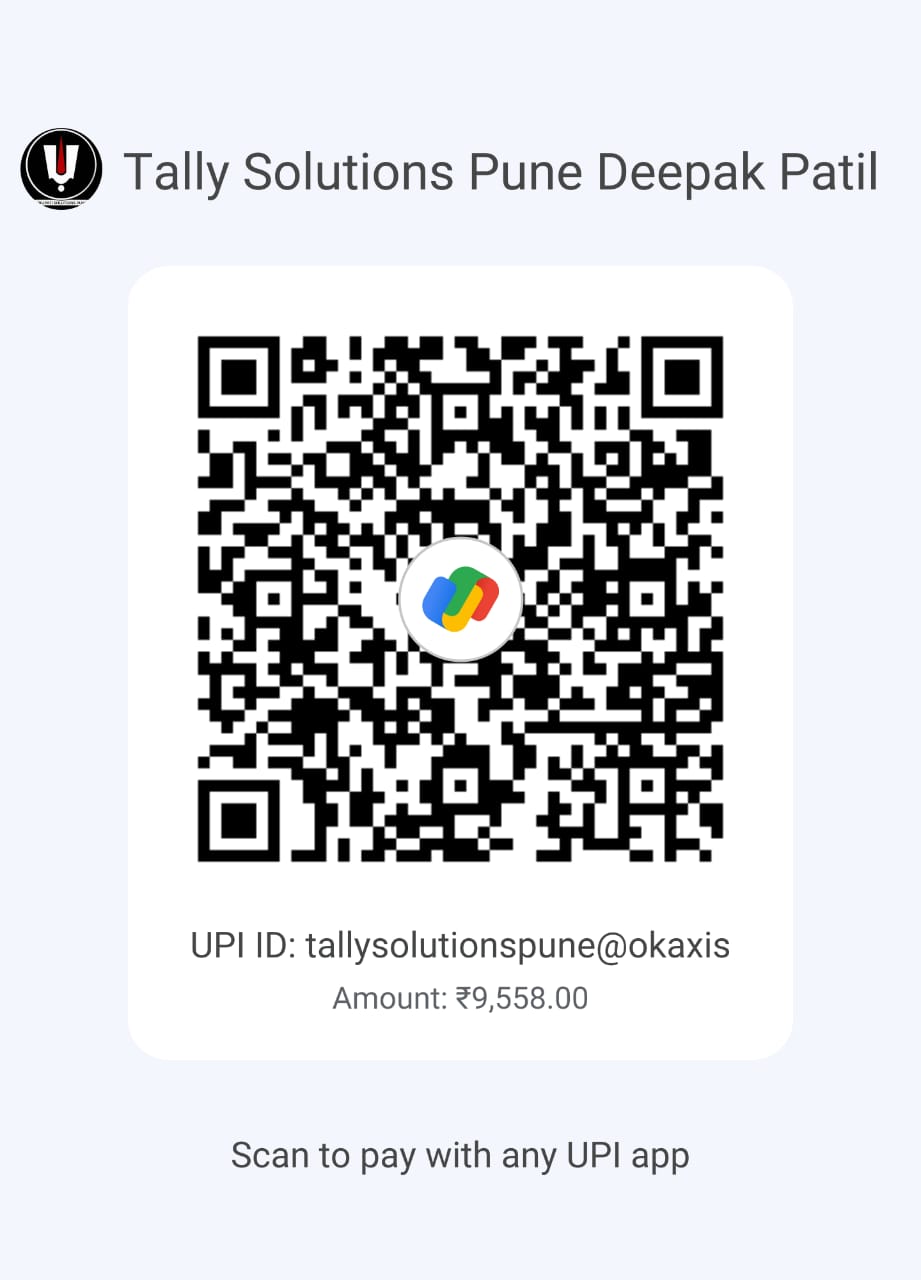 Tally Solutions Pune Deepak Patil
UPI ID: tallysolutionspune@okaxis
Amount: ₹9,558.00
Scan to pay with any UPI app